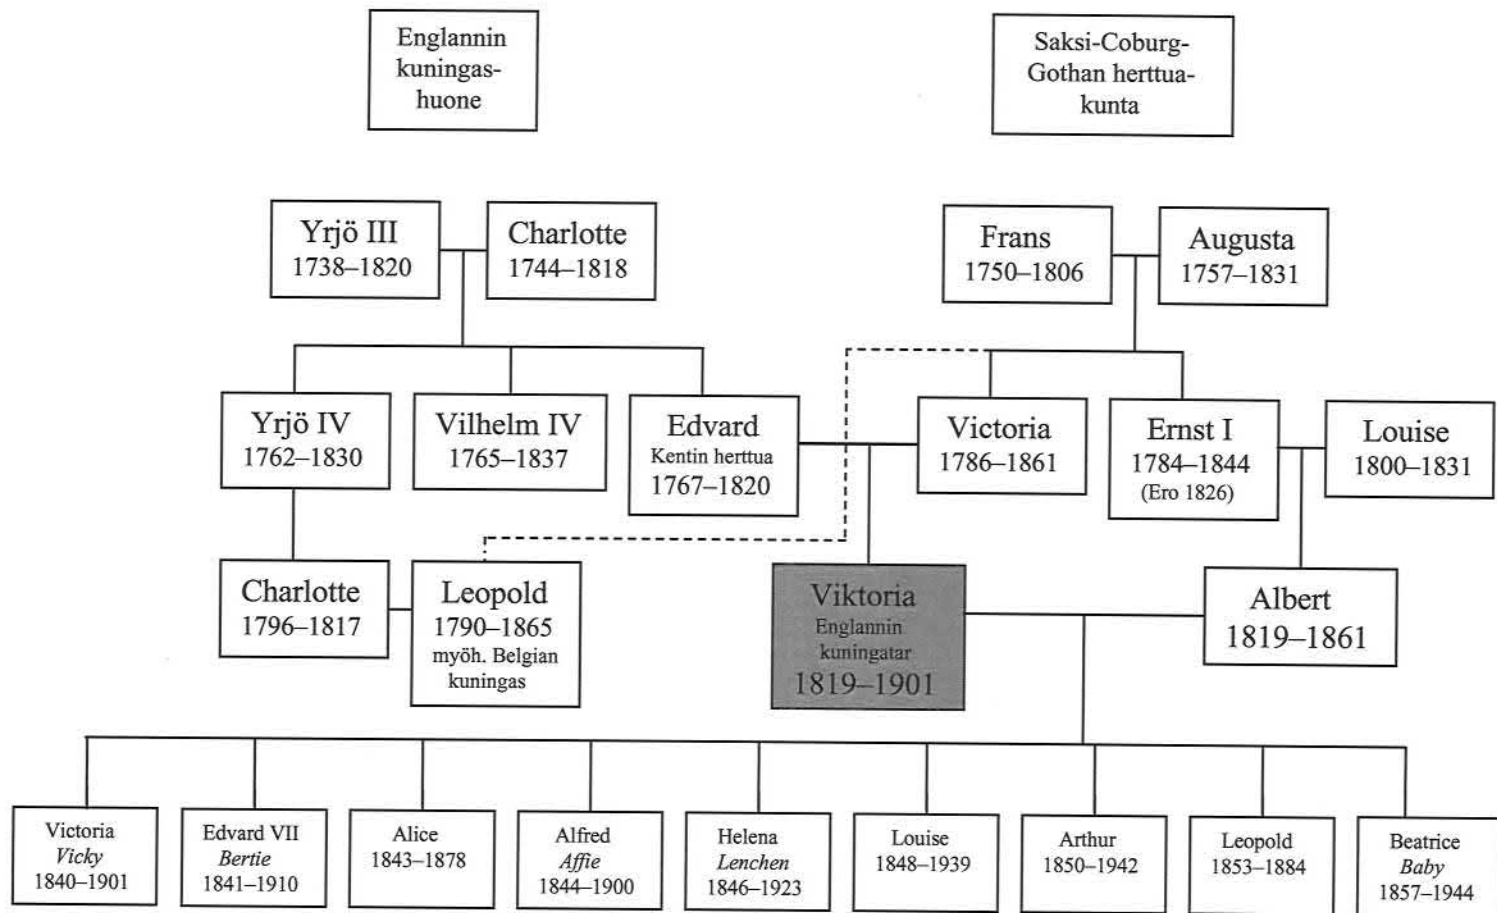 Englannin
kuningas-
huone
Saksi-Coburg-
Gothan herttua-
kunta
Yrjö III
1738–1820
Charlotte
1744–1818
Frans
1750–1806
Augusta
1757–1831
Yrjö IV
1762–1830
Vilhelm IV
1765–1837
Edvard
Kentin herttua
1767–1820
Victoria
1786–1861
Ernst I
1784–1844
(Ero 1826)
Louise
1800–1831
Charlotte
1796–1817
Leopold
1790–1865
myöh. Belgian
kuningas
Viktoria
Englannin
kuningatar
1819–1901
Albert
1819–1861
Victoria
Vicky
1840–1901
Edvard VII
Bertie
1841–1910
Alice
1843–1878
Alfred
Affie
1844–1900
Helena
Lenchen
1846–1923
Louise
1848–1939
Arthur
1850–1942
Leopold
1853–1884
Beatrice
Baby
1857–1944